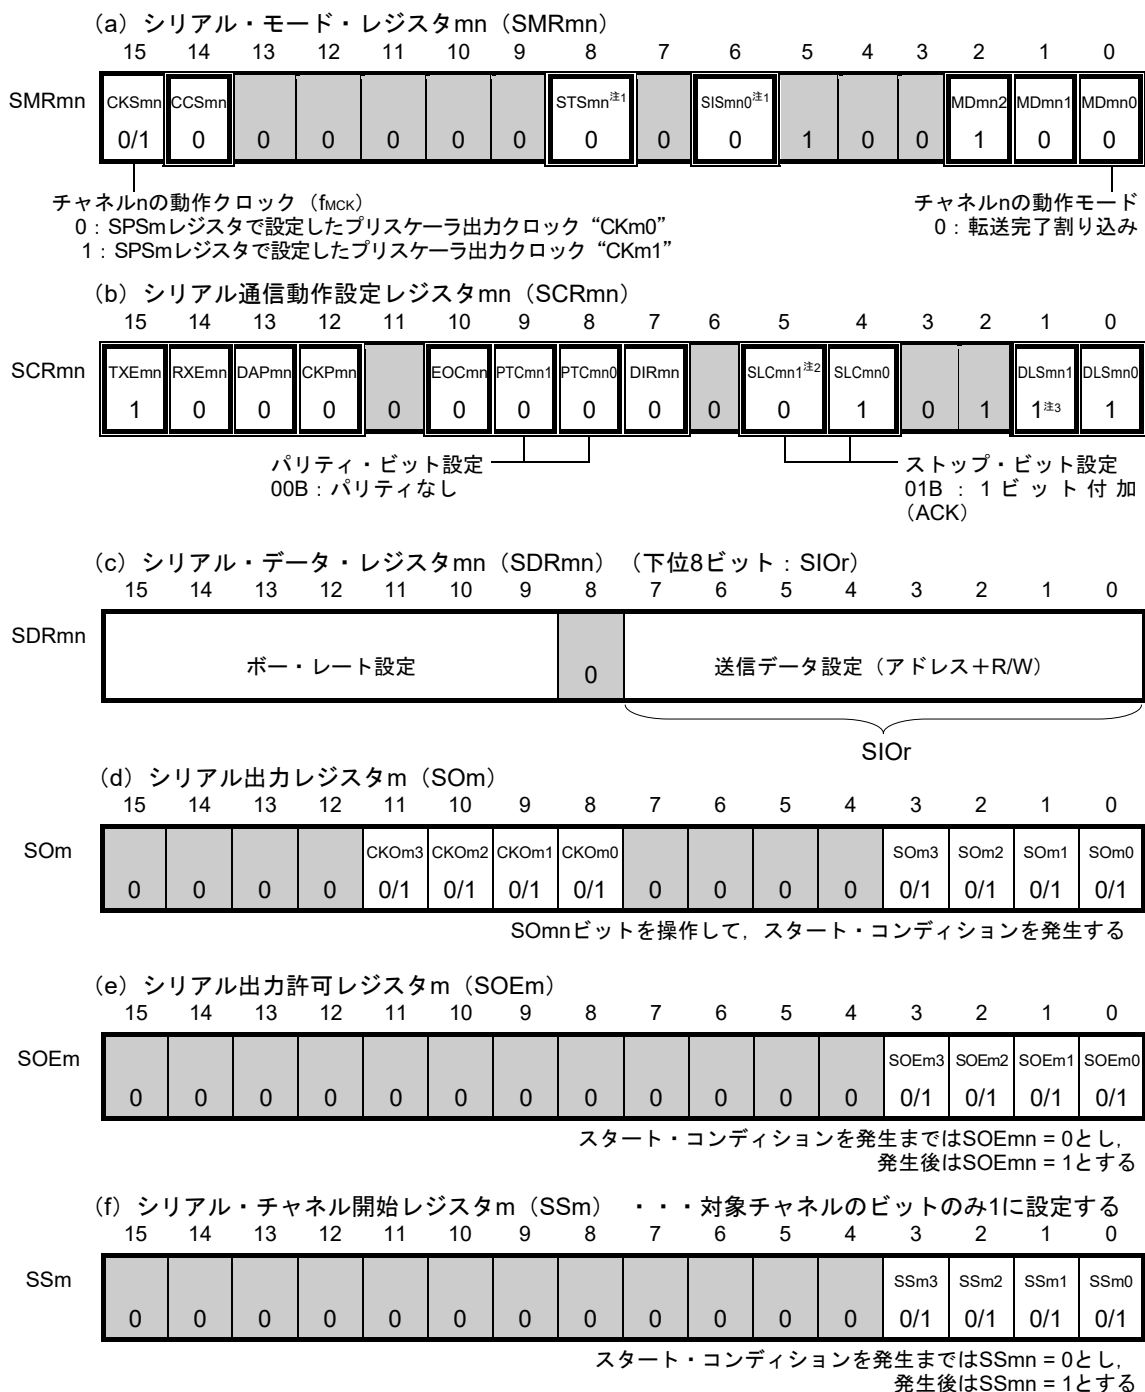 (a) シリアル・モード・レジスタmn（SMRmn）
15 14 13 12 11 10 9 8 7 6 5 4 3 2 1 0
SMRmn
CKSmn CCSmn STSmn注1 SISmn0注1 MDmn2 MDmn1 MDmn0
0/1 0 0 0 0 0 0 0 0 0 1 0 0 1 0 0
チャネルnの動作クロック（fMCK）
0：SPSmレジスタで設定したプリスケーラ出力クロック“CKm0”
1：SPSmレジスタで設定したプリスケーラ出力クロック“CKm1”
チャネルnの動作モード
0：転送完了割り込み
(b) シリアル通信動作設定レジスタmn（SCRmn）
15 14 13 12 11 10 9 8 7 6 5 4 3 2 1 0
SCRmn
TXEmn RXEmn DAPmn CKPmn EOCmn PTCmn1 PTCmn0 DIRmn SLCmn1注2 SLCmn0 DLSmn1 DLSmn0
1 0 0 0 0 0 0 0 0 0 0 1 0 1 1注3 1
パリティ・ビット設定
00B：パリティなし
ストップ・ビット設定
01B：1ビット付加
（ACK）
(c) シリアル・データ・レジスタmn（SDRmn）（下位8ビット：SIOr）
15 14 13 12 11 10 9 8 7 6 5 4 3 2 1 0
SDRmn
ボー・レート設定 0 送信データ設定（アドレス＋R/W）
SIOr
(d) シリアル出力レジスタm（SOm）
15 14 13 12 11 10 9 8 7 6 5 4 3 2 1 0
SOm
CKOm3 CKOm2 CKOm1 CKOm0 SOm3 SOm2 SOm1 SOm0
0 0 0 0 0/1 0/1 0/1 0/1 0 0 0 0 0/1 0/1 0/1 0/1
SOmnビットを操作して，スタート・コンディションを発生する
(e) シリアル出力許可レジスタm（SOEm）
15 14 13 12 11 10 9 8 7 6 5 4 3 2 1 0
SOEm
SOEm3 SOEm2 SOEm1 SOEm0
0 0 0 0 0 0 0 0 0 0 0 0 0/1 0/1 0/1 0/1
スタート・コンディションを発生まではSOEmn = 0とし，
発生後はSOEmn = 1とする
(f) シリアル・チャネル開始レジスタm（SSm） ・・・対象チャネルのビットのみ1に設定する
15 14 13 12 11 10 9 8 7 6 5 4 3 2 1 0
SSm
SSm3 SSm2 SSm1 SSm0
0 0 0 0 0 0 0 0 0 0 0 0 0/1 0/1 0/1 0/1
スタート・コンディションを発生まではSSmn = 0とし，
発生後はSSmn = 1とする